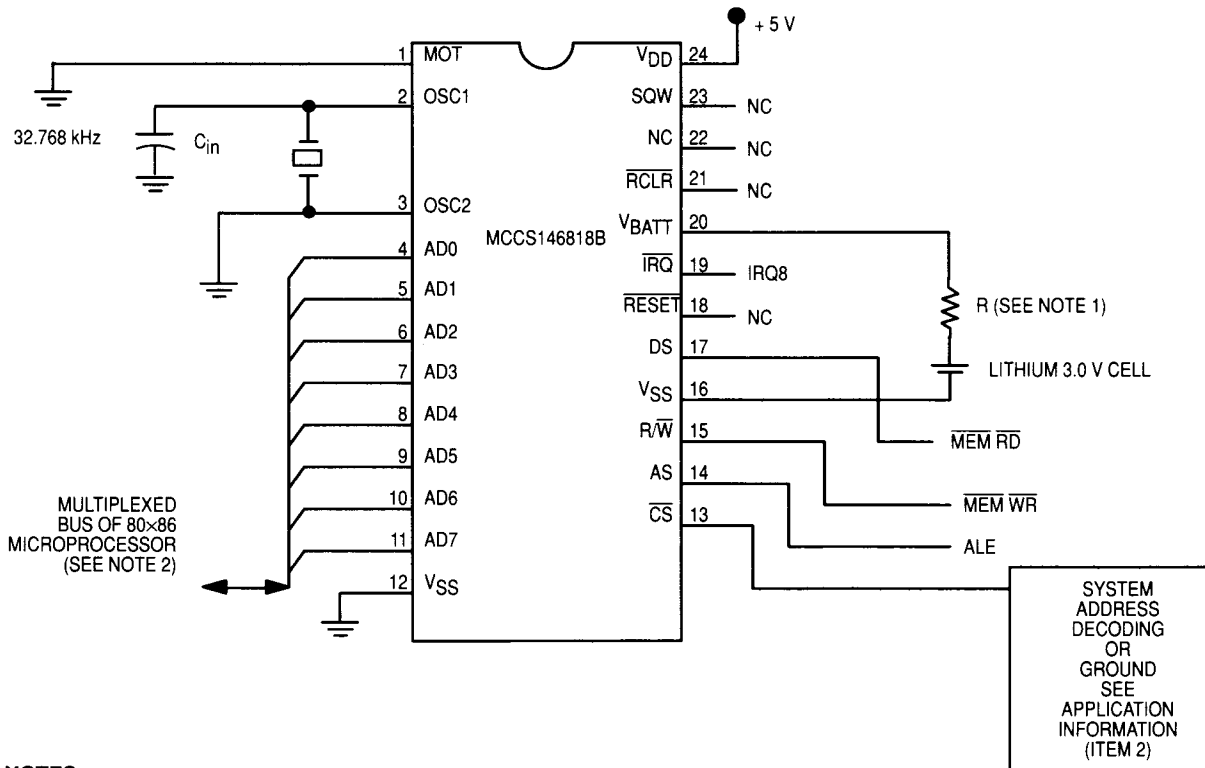 + 5 V
1 MOT
2 OSC1
32.768 kHz
Cin
3 OSC2
4 AD0
5 AD1
6 AD2
7 AD3
8 AD4
9 AD5
10 AD6
11 AD7
12 VSS
MULTIPLEXED
BUS OF 80×86
MICROPROCESSOR
(SEE NOTE 2)
MCCS146818B
VDD 24
SQW 23 NC
NC 22 NC
RCLR 21 NC
VBATT 20
IRQ 19 IRQ8
RESET 18 NC
DS 17
VSS 16
R/W 15
AS 14
CS 13
R (SEE NOTE 1)
LITHIUM 3.0 V CELL
MEM RD
MEM WR
ALE
SYSTEM
ADDRESS
DECODING
OR
GROUND
SEE
APPLICATION
INFORMATION
(ITEM 2)